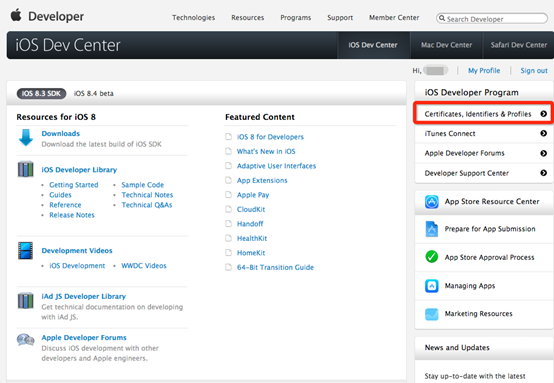 Developer
Technologies
Resources
Programs
Support
Member Center
Search Developer
iOS Dev Center
iOS Dev Center
Mac Dev Center
Safari Dev Center
Hi,
My Profile
Sign out
iOS 8.3 SDK
iOS 8.4 beta
Resources for iOS 8
Downloads
Download the latest build of iOS SDK
iOS Developer Library
• Getting Started
• Sample Code
• Guides
• Technical Notes
• Reference
• Technical Q&As
• Release Notes
Development Videos
• iOS Development
• WWDC Videos
iAd JS Developer Library
Get technical documentation on developing
with iAd JS.
Apple Developer Forums
Discuss iOS development with other
developers and Apple engineers.
Featured Content
iOS 8 for Developers
What's New in iOS
Adaptive User Interfaces
App Extensions
Apple Pay
CloudKit
Handoff
HealthKit
HomeKit
64-Bit Transition Guide
iOS Developer Program
Certificates, Identifiers & Profiles
iTunes Connect
Apple Developer Forums
Developer Support Center
App Store Resource Center
Prepare for App Submission
App Store Approval Process
Managing Apps
Marketing Resources
News and Updates
Stay up-to-date with the latest